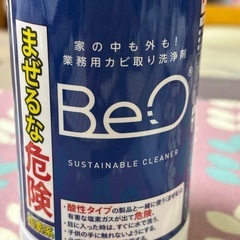 家の中も外も！
業務用カビ取り洗浄剤
Be.O®
SUSTAINABLE CLEANER
まぜるな
危険
・酸性タイプの製品と一緒に使う(まぜる)と
有害な塩素ガスが出て危険。
・目に入った時は、すぐに水で洗う。
・子供の手に触れないようにする。